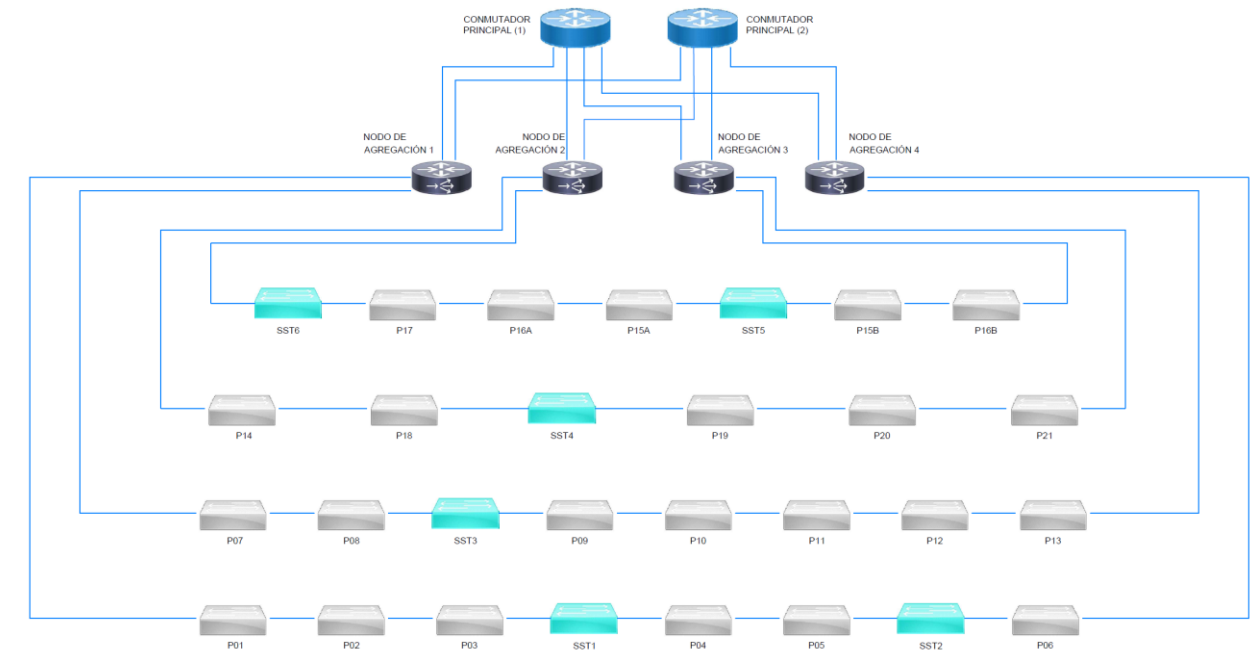 CONMUTADOR
PRINCIPAL (1)
CONMUTADOR
PRINCIPAL (2)
NODO DE
AGREGACIÓN 1
NODO DE
AGREGACIÓN 2
NODO DE
AGREGACIÓN 3
NODO DE
AGREGACIÓN 4
SST6
P17
P16A
P15A
SST5
P15B
P16B
P14
P18
SST4
P19
P20
P21
P07
P08
SST3
P09
P10
P11
P12
P13
P01
P02
P03
SST1
P04
P05
SST2
P06